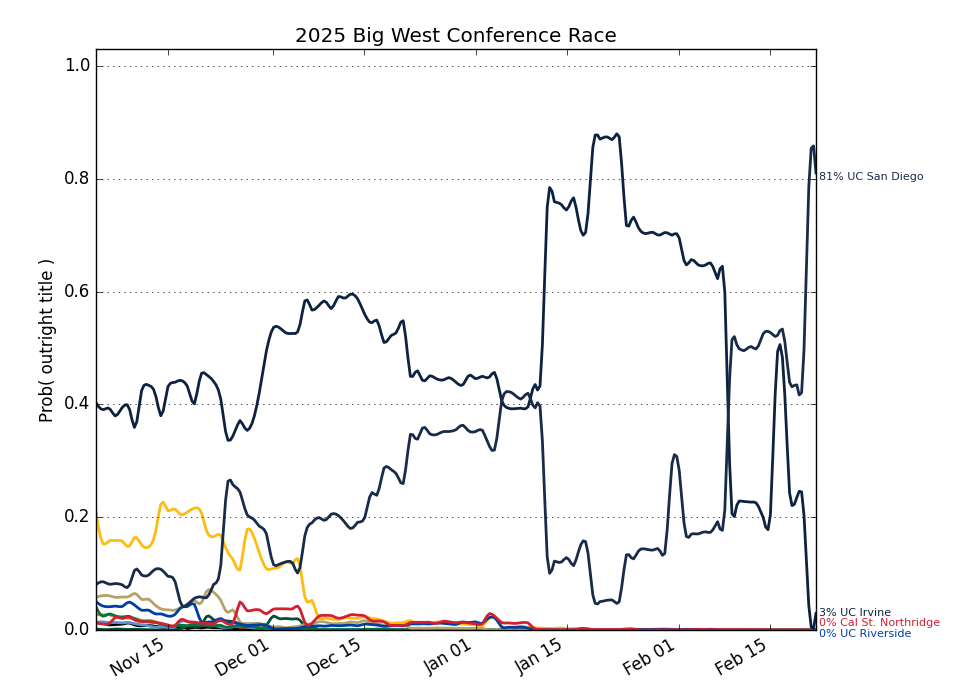 2025 Big West Conference Race
Prob( outright title )
1.0
0.8
0.6
0.4
0.2
0.0
81% UC San Diego
3% UC Irvine
0% Cal St. Northridge
0% UC Riverside
Nov 15
Dec 01
Dec 15
Jan 01
Jan 15
Feb 01
Feb 15